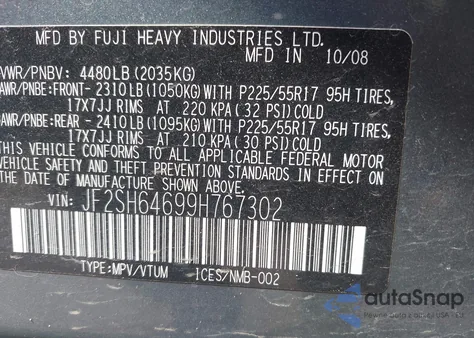 MFD BY FUJI HEAVY INDUSTRIES LTD.
IN 10/08
VWR/PNBV: 4480LB (2035KG)
AWR/PNBE:FRONT- 2310LB (1050KG) WITH P225/55R17 95H TIRES,
17X7JJ RIMS AT 220 KPA (32 PSI) COLD
AWR/PNBE:REAR - 2410LB (1095KG) WITH P225/55R17 95H TIRES,
17X7JJ RIMS AT 210 KPA (30 PSI) COLD
THIS VEHICLE CONFORMS TO ALL APPLICABLE FEDERAL MOTOR
VEHICLE SAFETY AND THEFT PREVENTION STANDARDS IN EFFECT
ON THE DATE OF MANUFACTURE SHOWN ABOVE.
VIN: JF2SH64699H767302
TYPE:MPV/VTUM ICES/NMB-002
autoSnap